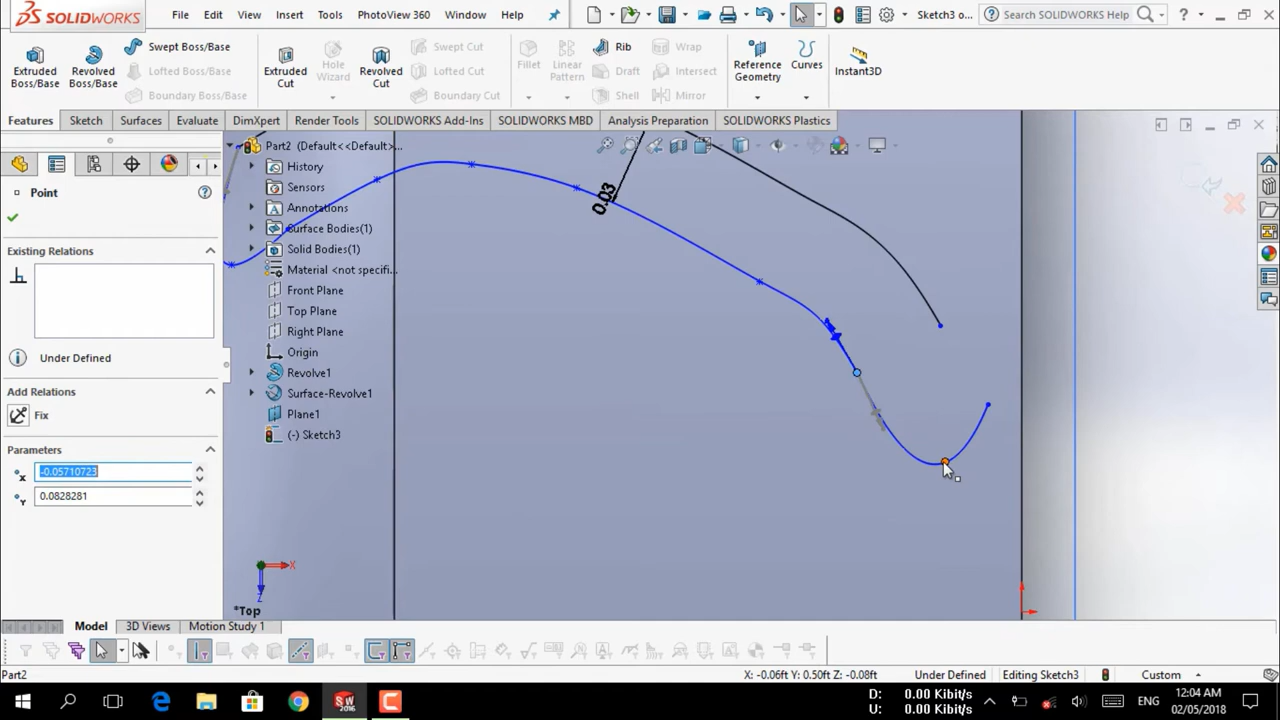 SOLIDWORKS File Edit View Insert Tools PhotoView 360 Window Help Sketch3 o... Search SOLIDWORKS Help ?
Extruded Boss/Base Revolved Boss/Base Swept Boss/Base Lofted Boss/Base Boundary Boss/Base Extruded Cut Hole Wizard Revolved Cut Swept Cut Lofted Cut Boundary Cut Fillet Linear Pattern Rib Draft Shell Wrap Intersect Mirror Reference Geometry Curves Instant3D
Features Sketch Surfaces Evaluate DimXpert Render Tools SOLIDWORKS Add-Ins SOLIDWORKS MBD Analysis Preparation SOLIDWORKS Plastics
Part2 (Default<<Default>...
History
Sensors
Annotations
Surface Bodies(1)
Solid Bodies(1)
Material <not specifi...
Front Plane
Top Plane
Right Plane
Origin
Revolve1
Surface-Revolve1
Plane1
(-) Sketch3
Point
Existing Relations
Under Defined
Add Relations
Fix
Parameters
X -0.05710723
Y 0.0828281
0.03
X
Z
*Top
Model 3D Views Motion Study 1
Part2 X: -0.06ft Y: 0.50ft Z: -0.08ft Under Defined Editing Sketch3 Custom
D: 0.00 Kibit/s
U: 0.00 Kibit/s
SW 2016
ENG
12:04 AM
02/05/2018